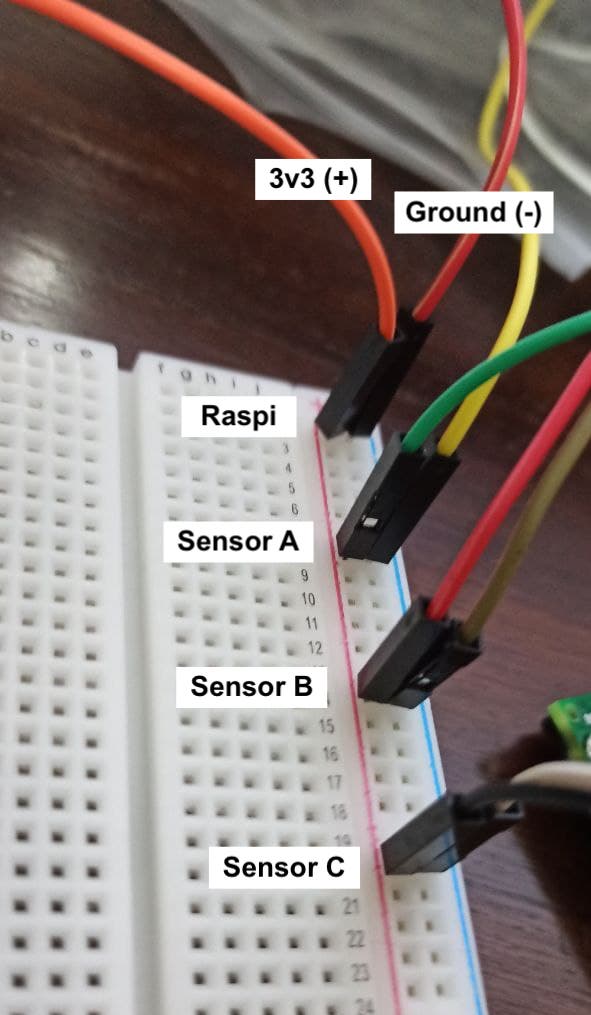 3v3 (+)
Ground (-)
b c d e
f g h i j
Raspi
3
4
5
6
Sensor A
9
10
11
12
Sensor B
15
16
17
18
19
Sensor C
21
22
23
24